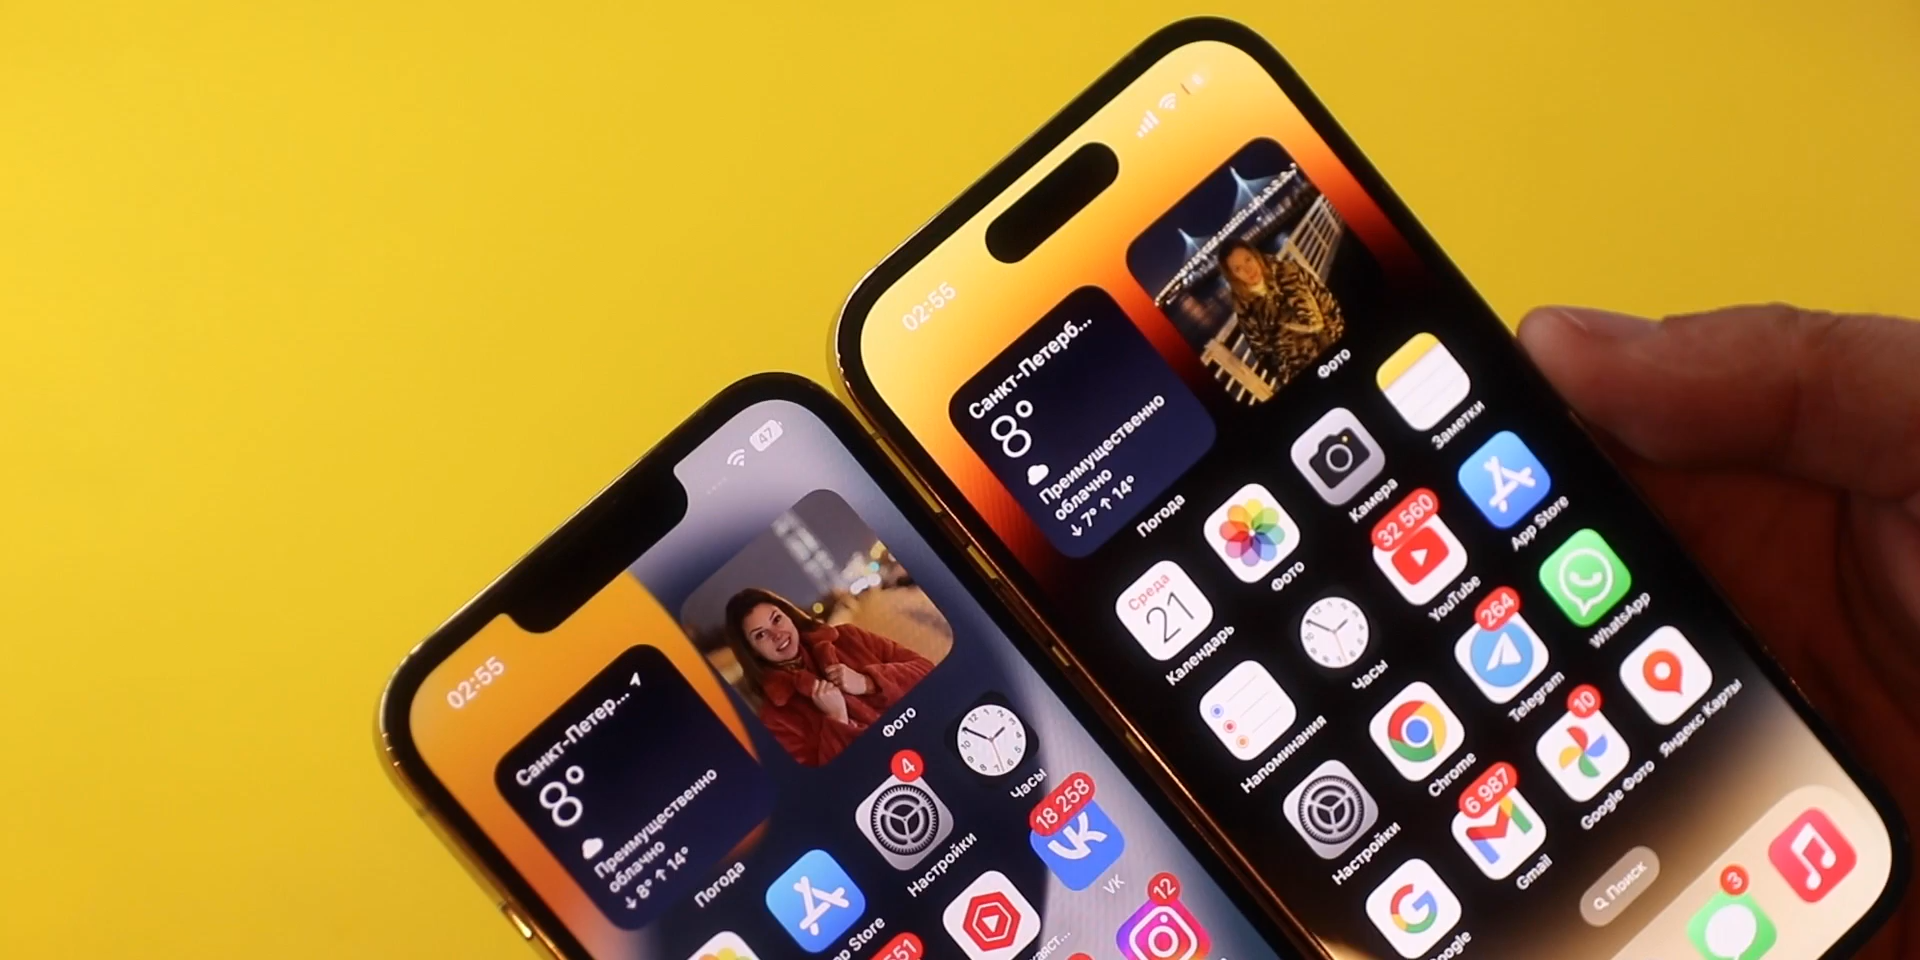 02:55
Санкт-Петерб...
8°
Преимущественно
облачно
↓ 7° ↑ 14°
Погода
Фото
Среда
21
Календарь
Фото
Камера
Заметки
Напоминания
Часы
32 560
YouTube
App Store
Настройки
Chrome
264
Telegram
WhatsApp
Google
6 987
Gmail
10
Google Фото
Яндекс Карты
Поиск
3
02:55
47
Санкт-Петер...
8°
Преимущественно
облачно
↓ 8° ↑ 14°
Погода
Фото
App Store
4
Настройки
Часы
18 258
VK
12